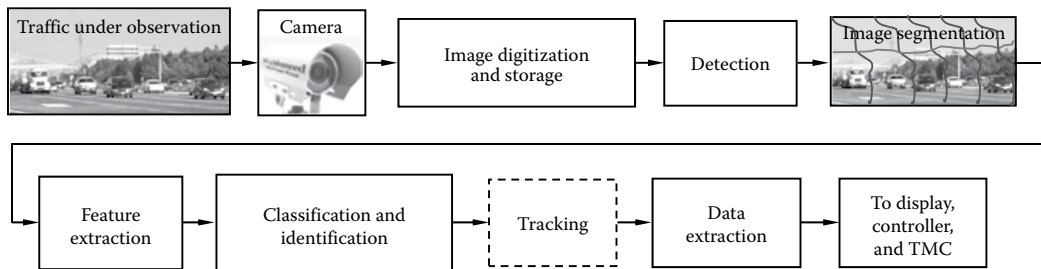 Traffic under observation
Camera
Image digitization
and storage
Detection
Image segmentation
Feature
extraction
Classification and
identification
Tracking
Data
extraction
To display,
controller,
and TMC